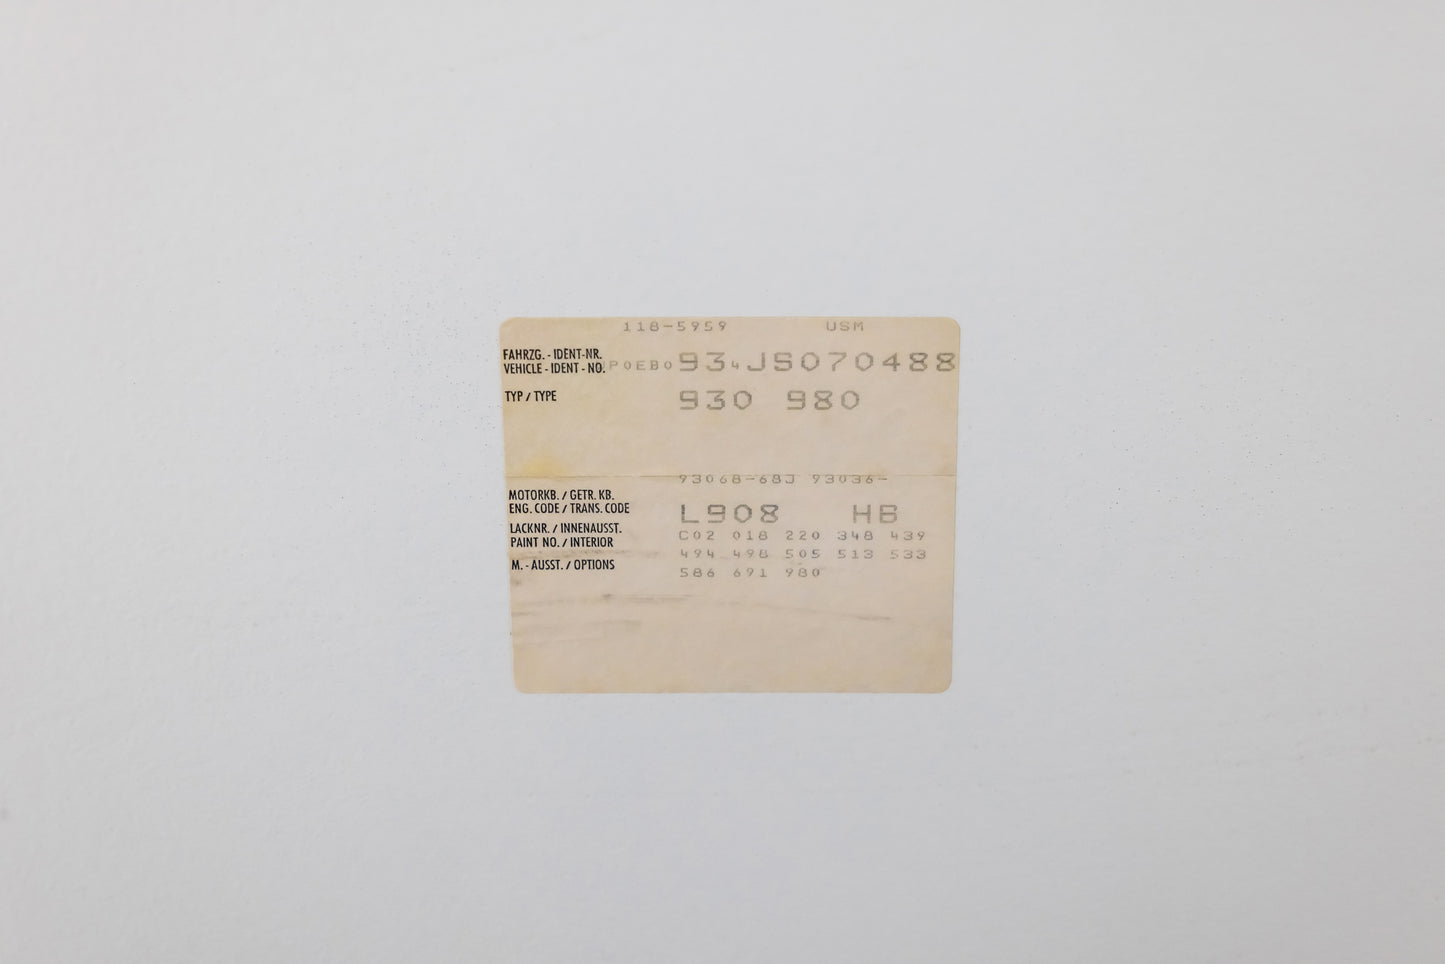 118-5959 USM
FAHRZG. - IDENT-NR.
VEHICLE - IDENT - NO. P0EB0934JS070488
TYP / TYPE 930 980
93068-68J 93036-
MOTORKB. / GETR. KB.
ENG. CODE / TRANS. CODE L908 HB
LACKNR. / INNENAUSST. C02 018 220 348 439
PAINT NO. / INTERIOR 494 498 505 513 533
M. - AUSST. / OPTIONS 586 691 980